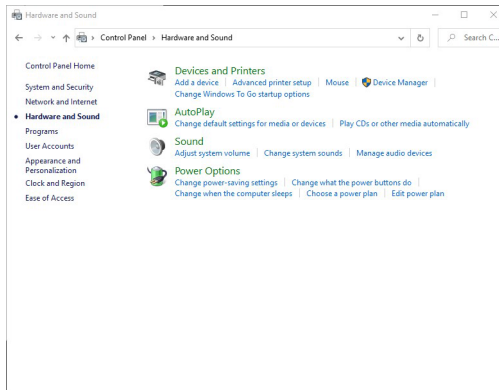 Hardware and Sound
Control Panel > Hardware and Sound
Search C...
Control Panel Home
System and Security
Network and Internet
Hardware and Sound
Programs
User Accounts
Appearance and
Personalization
Clock and Region
Ease of Access
Devices and Printers
Add a device | Advanced printer setup | Mouse | Device Manager |
Change Windows To Go startup options
AutoPlay
Change default settings for media or devices | Play CDs or other media automatically
Sound
Adjust system volume | Change system sounds | Manage audio devices
Power Options
Change power-saving settings | Change what the power buttons do |
Change when the computer sleeps | Choose a power plan | Edit power plan